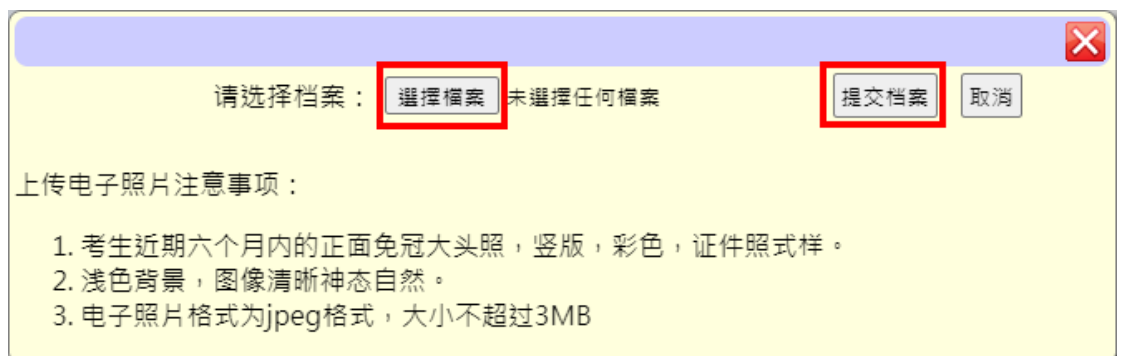 请选择档案： 選擇檔案 未選擇任何檔案 提交档案 取消
上传电子照片注意事项：
1. 考生近期六个月内的正面免冠大头照，竖版，彩色，证件照式样。
2. 浅色背景，图像清晰神态自然。
3. 电子照片格式为jpeg格式，大小不超过3MB